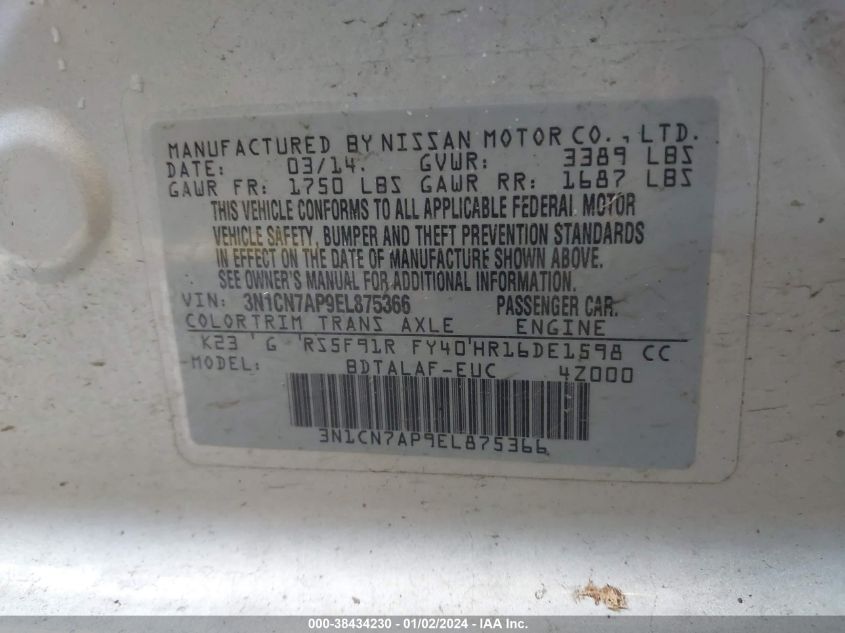 MANUFACTURED BY NISSAN MOTOR CO., LTD.
DATE: 03/14. GVWR: 3389 LBS
GAWR FR: 1750 LBS GAWR RR: 1687 LBS
THIS VEHICLE CONFORMS TO ALL APPLICABLE FEDERAL MOTOR
VEHICLE SAFETY, BUMPER AND THEFT PREVENTION STANDARDS
IN EFFECT ON THE DATE OF MANUFACTURE SHOWN ABOVE.
SEE OWNER'S MANUAL FOR ADDITIONAL INFORMATION.
VIN: 3N1CN7AP9EL875366 PASSENGER CAR.
COLORTRIM TRANS AXLE ENGINE
K23 ' G 'RS5F91R FY40'HR16DE1598 CC
MODEL: BDTALAF-EUC 4Z000
3N1CN7AP9EL875366
000-38434230 - 01/02/2024 - IAA Inc.